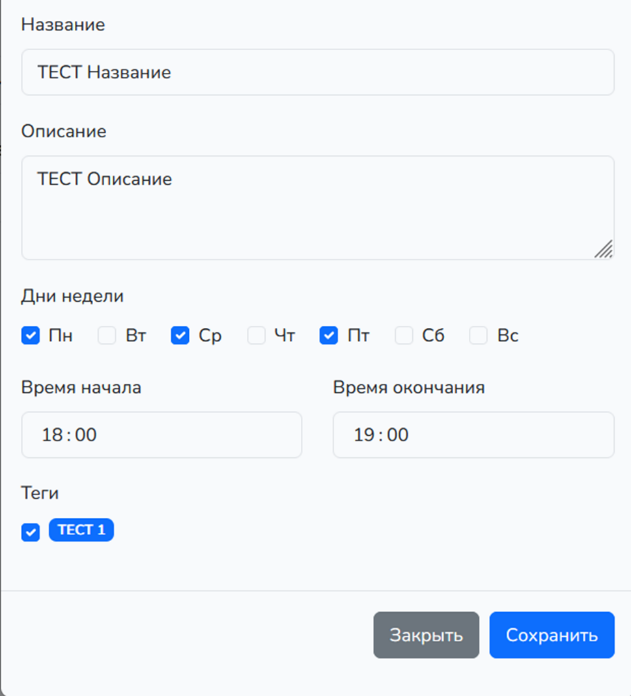 Название
ТЕСТ Название
Описание
ТЕСТ Описание
Дни недели
Пн Вт Ср Чт Пт Сб Вс
Время начала Время окончания
18:00 19:00
Теги
ТЕСТ 1
Закрыть Сохранить